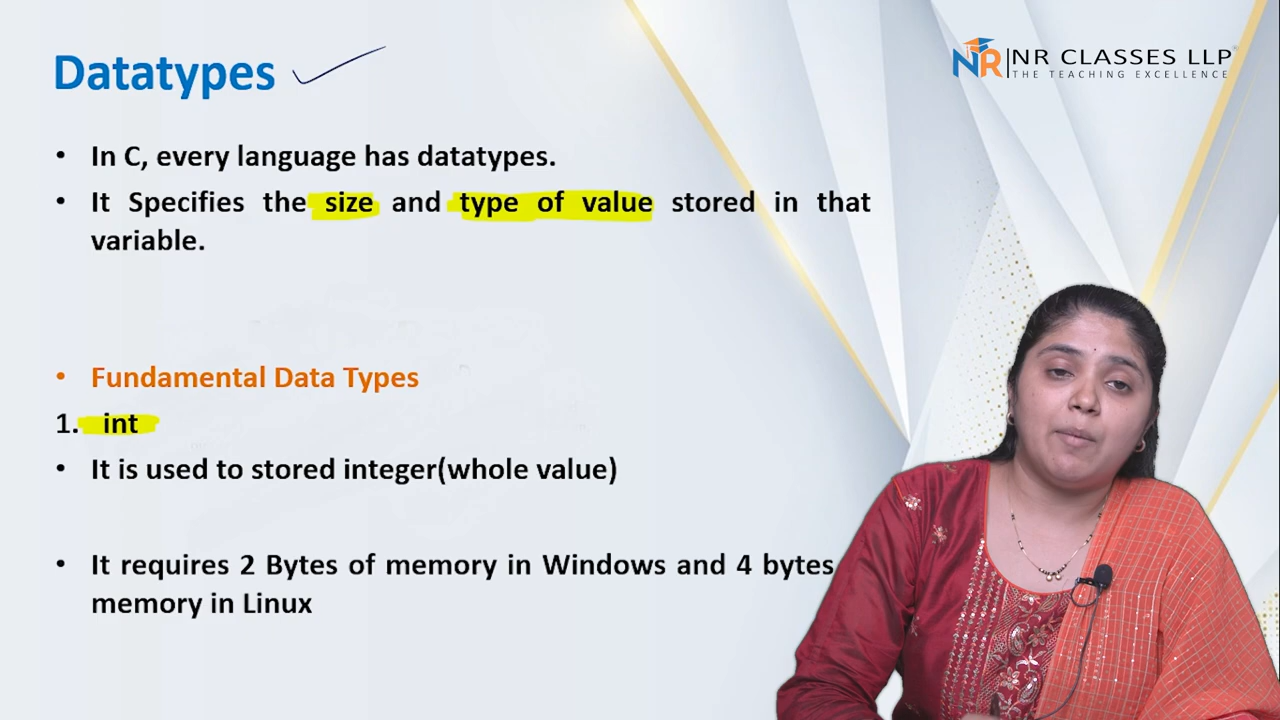 Datatypes
NR CLASSES LLP
THE TEACHING EXCELLENCE
• In C, every language has datatypes.
• It Specifies the size and type of value stored in that
variable.
• Fundamental Data Types
1. int
• It is used to stored integer(whole value)
• It requires 2 Bytes of memory in Windows and 4 bytes
memory in Linux